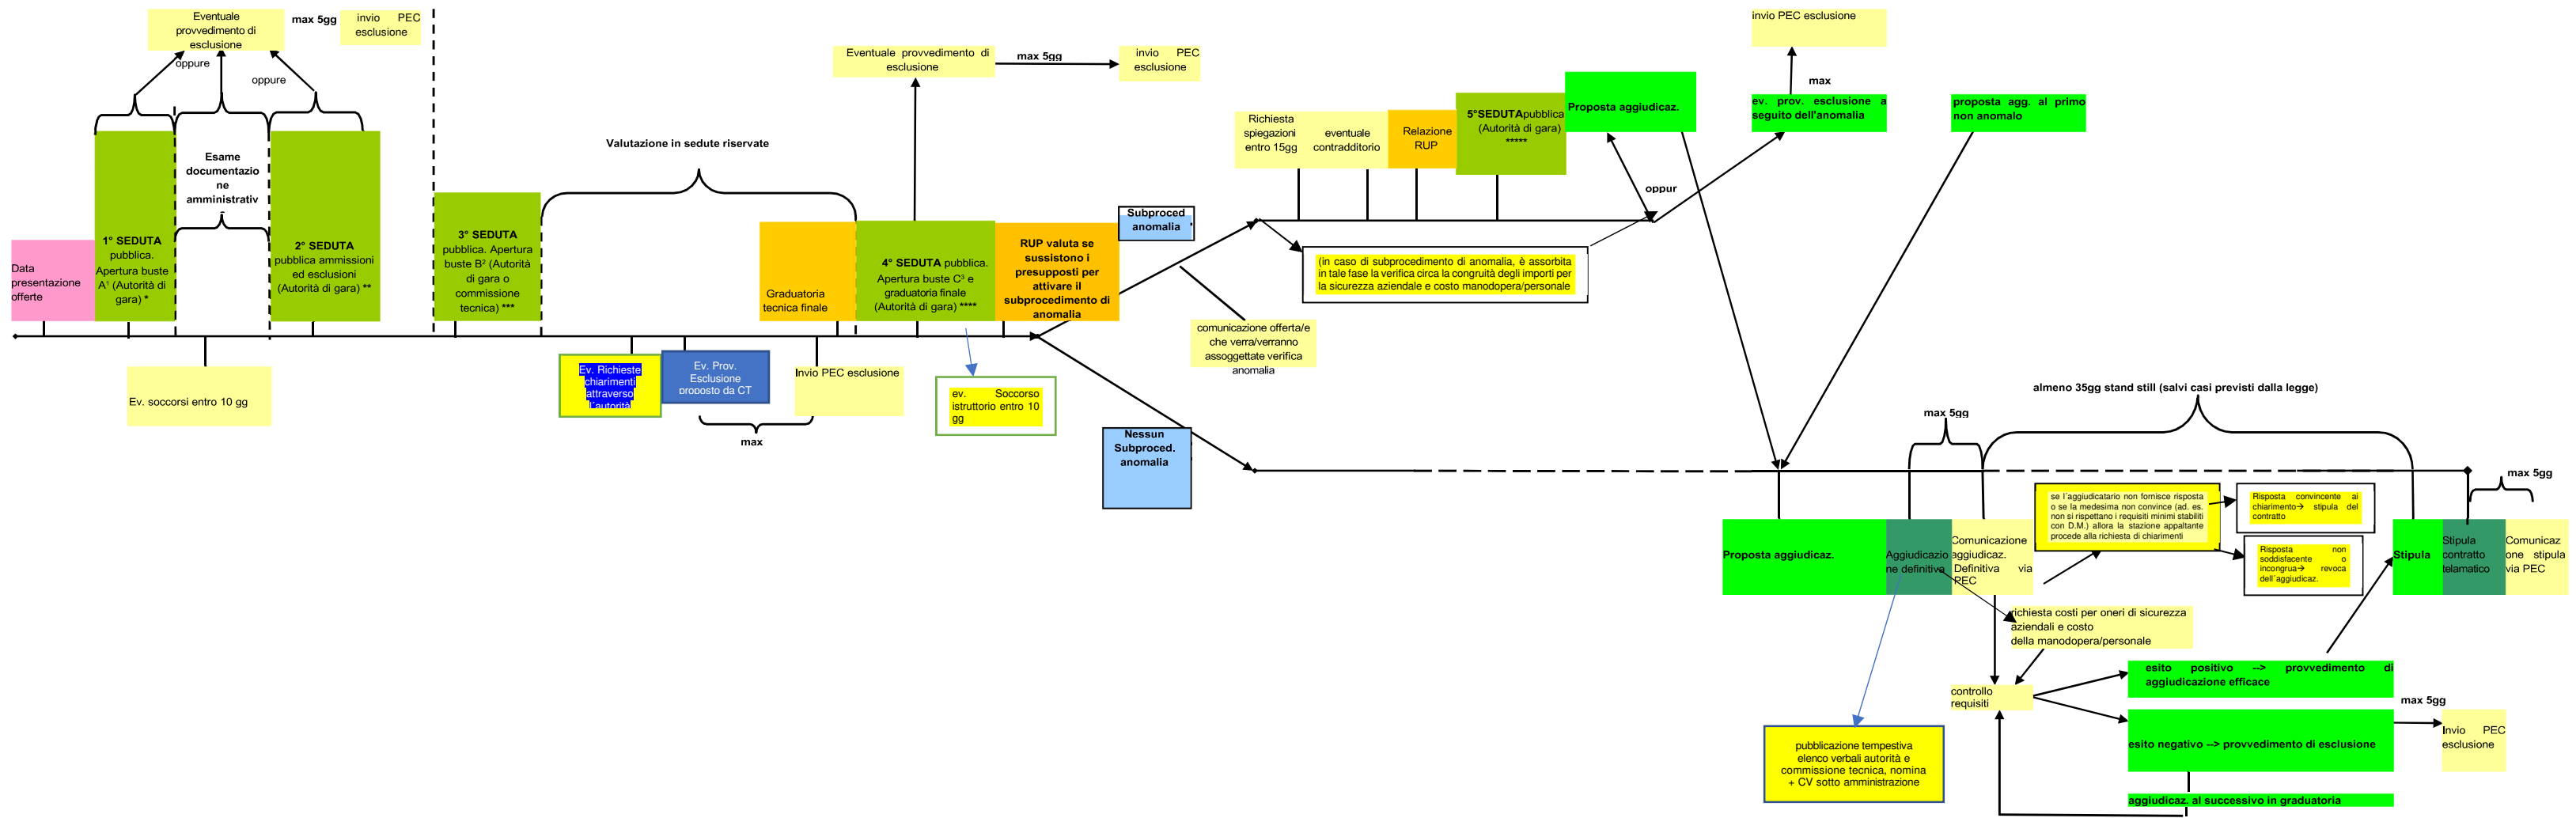 Eventuale
provvedimento di
esclusione
max 5gg
invio PEC
esclusione
oppure
oppure
Esame
documentazio
ne
amministrativ
Data
presentazione
offerte
1° SEDUTA
pubblica.
Apertura buste
A¹ (Autorità di
gara) *
2° SEDUTA
pubblica ammissioni
ed esclusioni
(Autorità di gara) **
Ev. soccorsi entro 10 gg
3° SEDUTA
pubblica. Apertura
buste B² (Autorità
di gara o
commissione
tecnica) ***
Valutazione in sedute riservate
Ev. Richieste
chiarimenti
attraverso
l'autorità
Ev. Prov.
Esclusione
proposto da CT
Invio PEC esclusione
max
Graduatoria
tecnica finale
Eventuale provvedimento di
esclusione
max 5gg
invio PEC
esclusione
4° SEDUTA pubblica.
Apertura buste C³ e
graduatoria finale
(Autorità di gara) ****
ev. Soccorso
istruttorio entro 10
gg
RUP valuta se
sussistono i
presupposti per
attivare il
subprocedimento di
anomalia
Subproced
anomalia
comunicazione offerta/e
che verra/verranno
assoggettate verifica
anomalia
Nessun
Subproced.
anomalia
Richiesta
spiegazioni
entro 15gg
eventuale
contradditorio
Relazione
RUP
5°SEDUTApubblica
(Autorità di gara)
*****
Proposta aggiudicaz.
oppur
(in caso di subprocedimento di anomalia, è assorbita
in tale fase la verifica circa la congruità degli importi per
la sicurezza aziendale e costo manodopera/personale
invio PEC esclusione
max
ev. prov. esclusione a
seguito dell'anomalia
proposta agg. al primo
non anomalo
almeno 35gg stand still (salvi casi previsti dalla legge)
max 5gg
max 5gg
Proposta aggiudicaz.
Aggiudicazio
ne definitiva
Comunicazione
aggiudicaz.
Definitiva via
PEC
se l´aggiudicatario non fornisce risposta
o se la medesima non convince (ad. es.
non si rispettano i requisiti minimi stabiliti
con D.M.) allora la stazione appaltante
procede alla richiesta di chiarimenti
Risposta convincente ai
chiarimento→ stipula del
contratto
Risposta non
soddisfacente o
incongrua→ revoca
dell´aggiudicaz.
Stipula
Stipula
contratto
telamatico
Comunicaz
one stipula
via PEC
richiesta costi per oneri di sicurezza
aziendali e costo
della manodopera/personale
controllo
requisiti
esito positivo --> provvedimento di
aggiudicazione efficace
esito negativo --> provvedimento di esclusione
max 5gg
Invio PEC
esclusione
aggiudicaz. al successivo in graduatoria
pubblicazione tempestiva
elenco verbali autorità e
commissione tecnica, nomina
+ CV sotto amministrazione